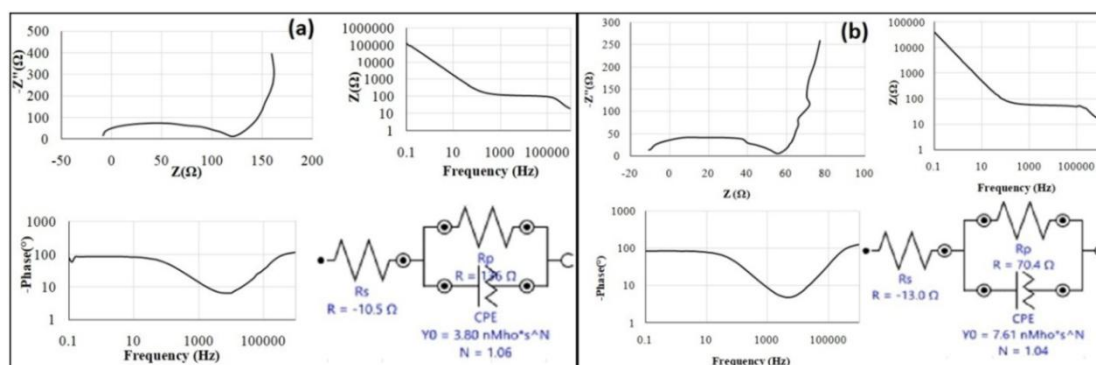 (a)
-Z"(Ω)
500
400
300
200
100
0
-50
0
50
100
150
200
Z(Ω)
Z(Ω)
1000000
100000
10000
1000
100
10
1
0.1
10
1000
100000
Frequency (Hz)
-Phase(°)
1000
100
10
1
0.1
10
1000
100000
Frequency (Hz)
Rs
R = -10.5 Ω
Rp
R = 136 Ω
CPE
Y0 = 3.80 nMho*s^N
N = 1.06
(b)
-Z"(Ω)
300
250
200
150
100
50
0
-20
0
20
40
60
80
100
Z (Ω)
Z(Ω)
100000
10000
1000
100
10
1
0.1
10
1000
100000
Frequency (Hz)
-Phase(°)
1000
100
10
1
0.1
10
1000
100000
Frequency (Hz)
Rs
R = -13.0 Ω
Rp
R = 70.4 Ω
CPE
Y0 = 7.61 nMho*s^N
N = 1.04